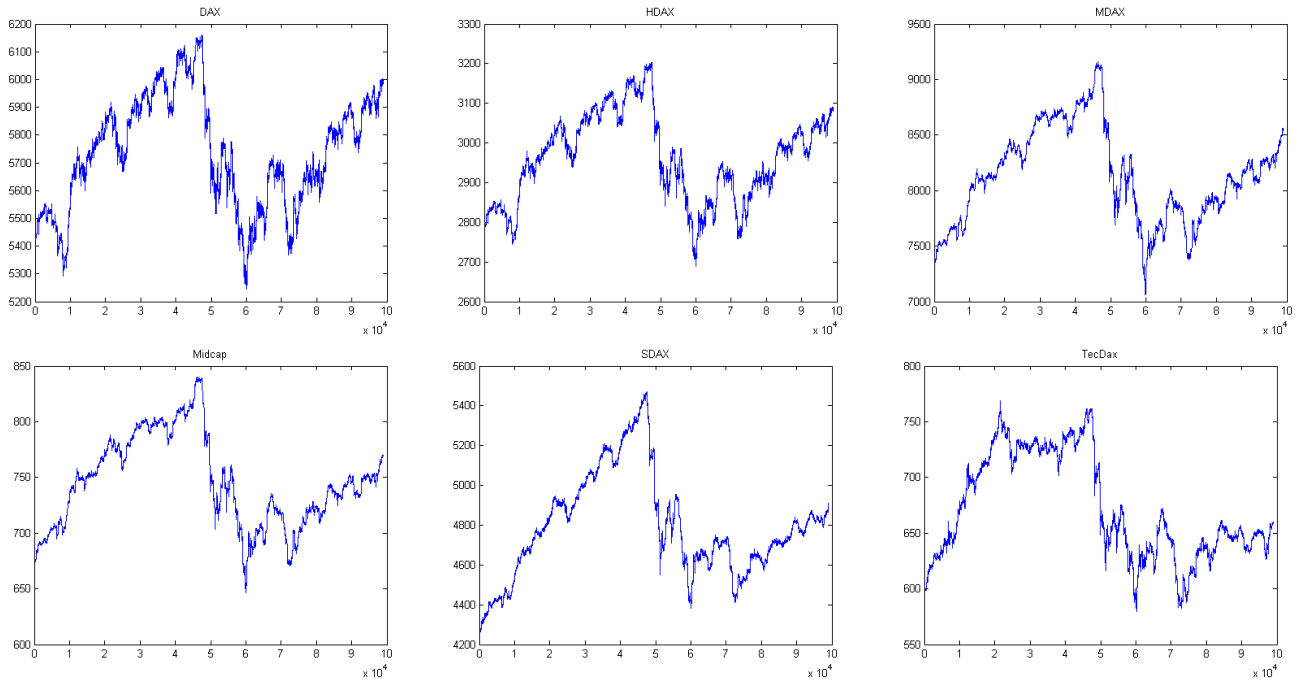 DAX
6200
6100
6000
5900
5800
5700
5600
5500
5400
5300
5200
0 1 2 3 4 5 6 7 8 9 10
x 10^4
HDAX
3300
3200
3100
3000
2900
2800
2700
2600
0 1 2 3 4 5 6 7 8 9 10
x 10^4
MDAX
9500
9000
8500
8000
7500
7000
0 1 2 3 4 5 6 7 8 9 10
x 10^4
Midcap
850
800
750
700
650
600
0 1 2 3 4 5 6 7 8 9 10
x 10^4
SDAX
5600
5400
5200
5000
4800
4600
4400
4200
0 1 2 3 4 5 6 7 8 9 10
x 10^4
TecDax
800
750
700
650
600
550
0 1 2 3 4 5 6 7 8 9 10
x 10^4